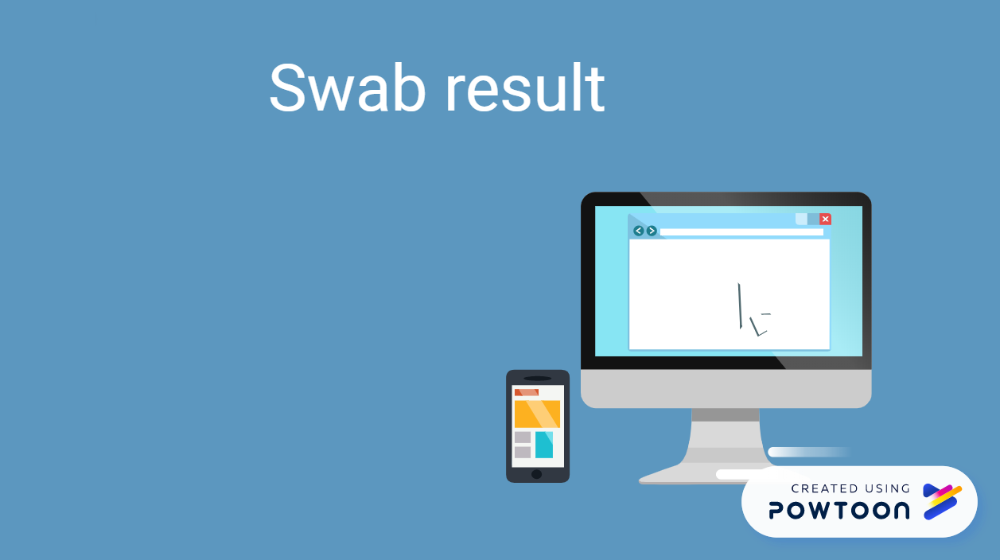 Swab result
CREATED USING
POWTOON